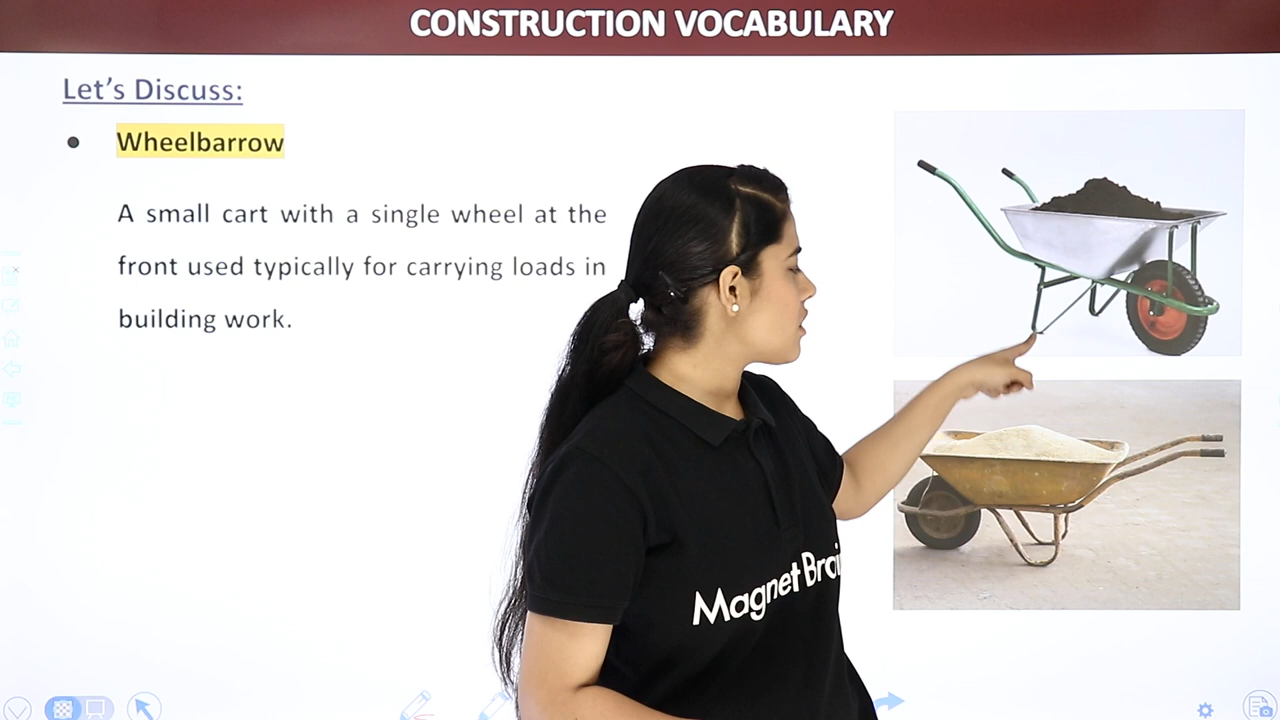 CONSTRUCTION VOCABULARY
Let's Discuss:
• Wheelbarrow
A small cart with a single wheel at the
front used typically for carrying loads in
building work.
Magnet Brai